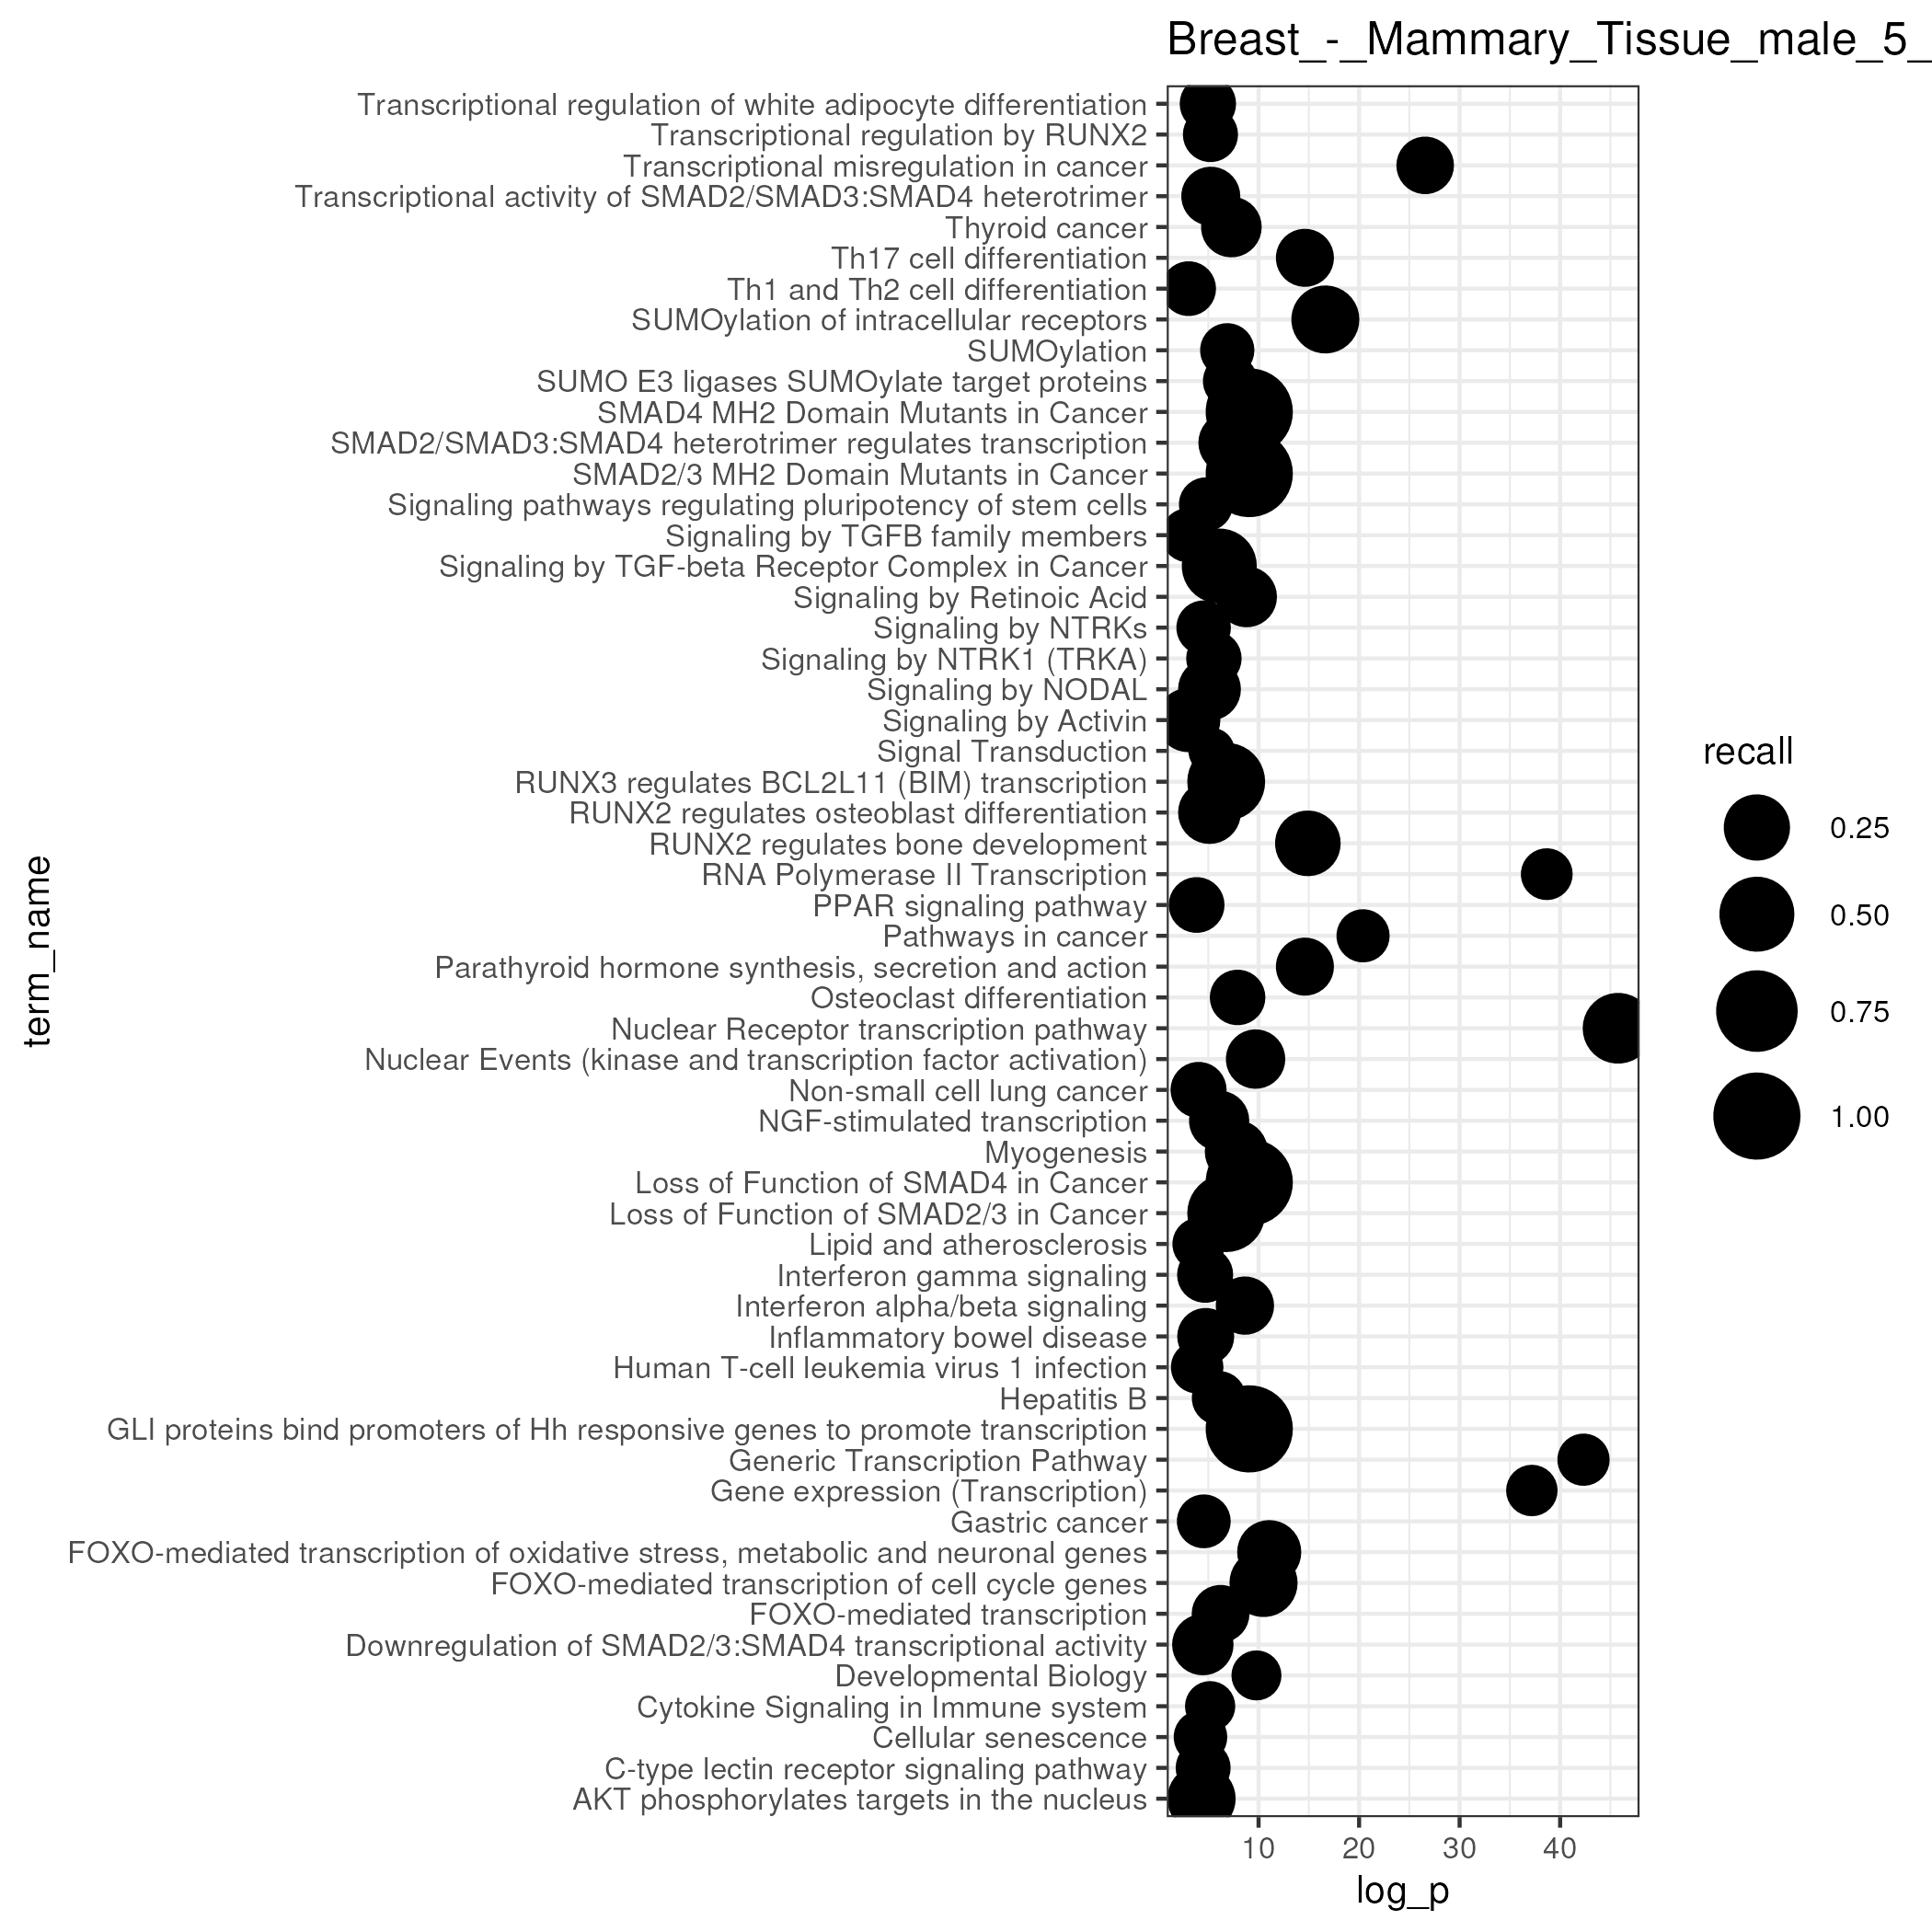 Breast_-_Mammary_Tissue_male_5_
Transcriptional regulation of white adipocyte differentiation
Transcriptional regulation by RUNX2
Transcriptional misregulation in cancer
Transcriptional activity of SMAD2/SMAD3:SMAD4 heterotrimer
Thyroid cancer
Th17 cell differentiation
Th1 and Th2 cell differentiation
SUMOylation of intracellular receptors
SUMOylation
SUMO E3 ligases SUMOylate target proteins
SMAD4 MH2 Domain Mutants in Cancer
SMAD2/SMAD3:SMAD4 heterotrimer regulates transcription
SMAD2/3 MH2 Domain Mutants in Cancer
Signaling pathways regulating pluripotency of stem cells
Signaling by TGFB family members
Signaling by TGF-beta Receptor Complex in Cancer
Signaling by Retinoic Acid
Signaling by NTRKs
Signaling by NTRK1 (TRKA)
Signaling by NODAL
Signaling by Activin
Signal Transduction
RUNX3 regulates BCL2L11 (BIM) transcription
RUNX2 regulates osteoblast differentiation
RUNX2 regulates bone development
RNA Polymerase II Transcription
PPAR signaling pathway
Pathways in cancer
Parathyroid hormone synthesis, secretion and action
Osteoclast differentiation
Nuclear Receptor transcription pathway
Nuclear Events (kinase and transcription factor activation)
Non-small cell lung cancer
NGF-stimulated transcription
Myogenesis
Loss of Function of SMAD4 in Cancer
Loss of Function of SMAD2/3 in Cancer
Lipid and atherosclerosis
Interferon gamma signaling
Interferon alpha/beta signaling
Inflammatory bowel disease
Human T-cell leukemia virus 1 infection
Hepatitis B
GLI proteins bind promoters of Hh responsive genes to promote transcription
Generic Transcription Pathway
Gene expression (Transcription)
Gastric cancer
FOXO-mediated transcription of oxidative stress, metabolic and neuronal genes
FOXO-mediated transcription of cell cycle genes
FOXO-mediated transcription
Downregulation of SMAD2/3:SMAD4 transcriptional activity
Developmental Biology
Cytokine Signaling in Immune system
Cellular senescence
C-type lectin receptor signaling pathway
AKT phosphorylates targets in the nucleus
term_name
10 20 30 40
log_p
recall
0.25
0.50
0.75
1.00